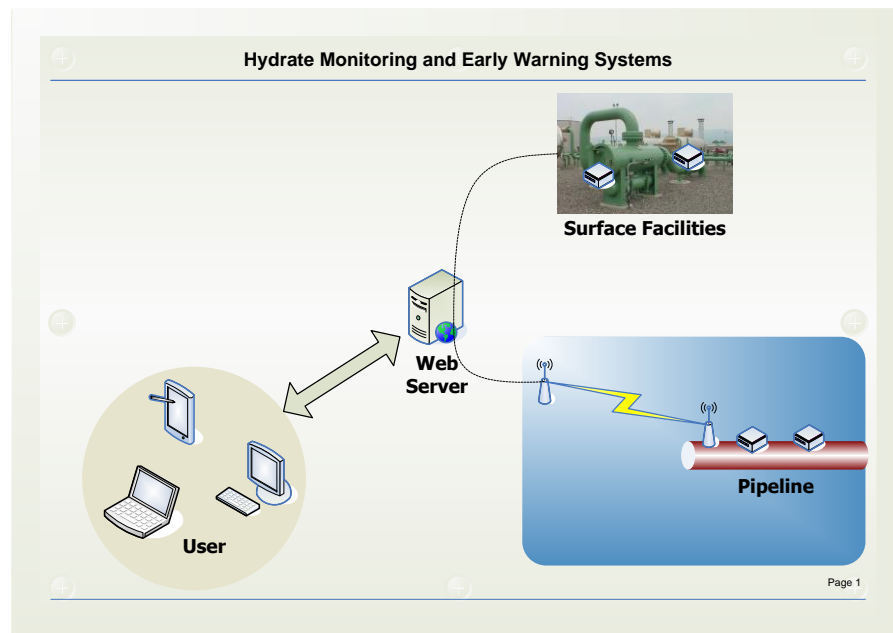 Hydrate Monitoring and Early Warning Systems
Surface Facilities
Web
Server
Pipeline
User
Page 1